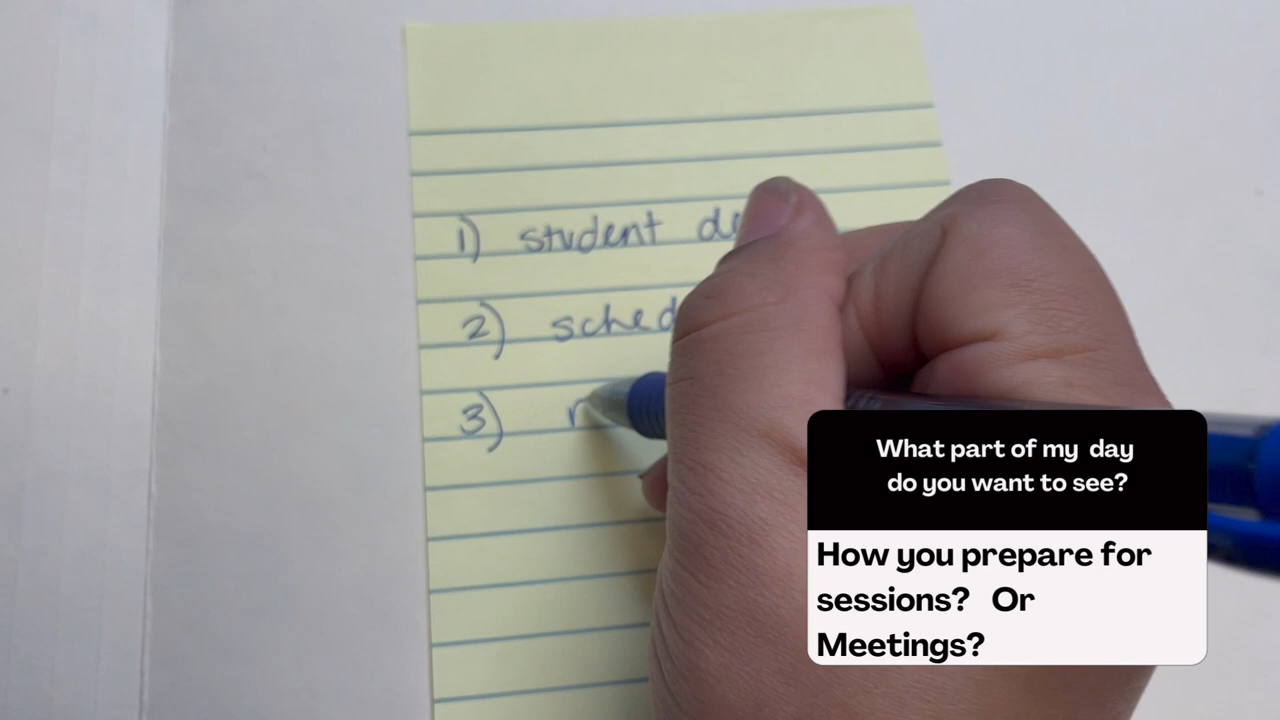 1) student
2)
3)
What part of my day
do you want to see?
How you prepare for
sessions? Or
Meetings?